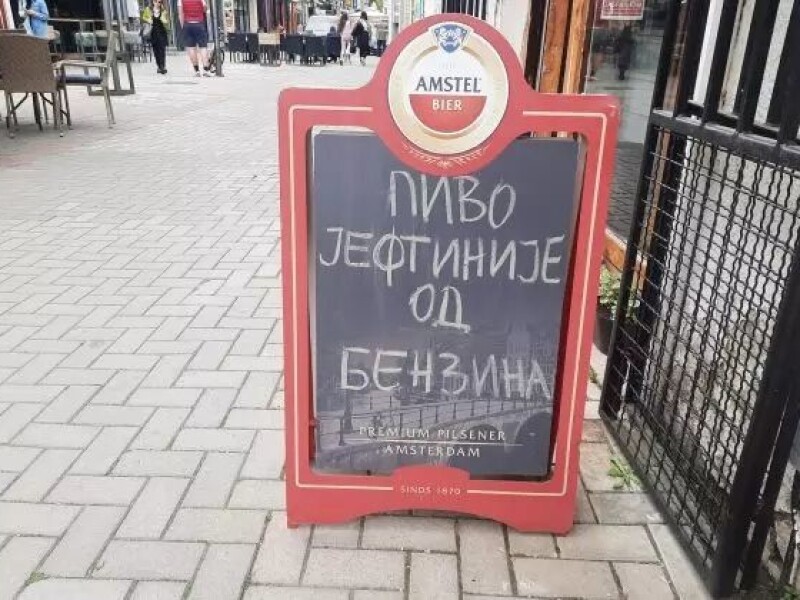 AMSTEL
BIER
ПИВО
ЈЕФТИНИЈЕ
ОД
БЕНЗИНА
PREMIUM PILSENER
AMSTERDAM
SINDS 1870